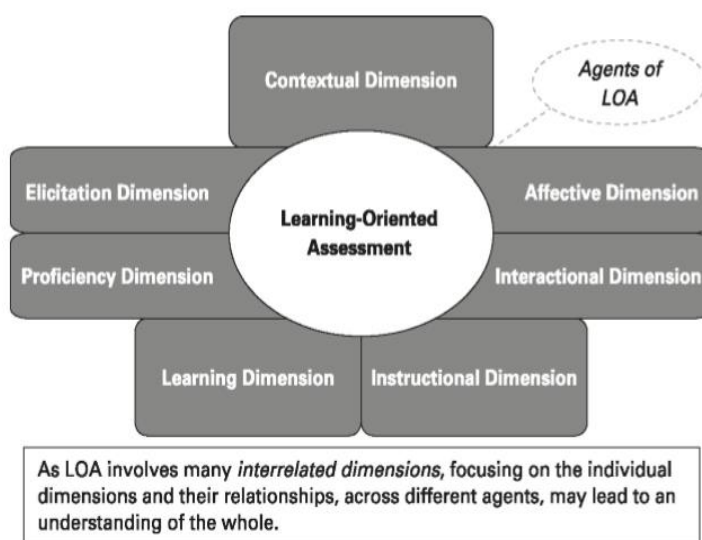 Contextual Dimension
Agents of
LOA
Elicitation Dimension
Affective Dimension
Learning-Oriented
Assessment
Proficiency Dimension
Interactional Dimension
Learning Dimension
Instructional Dimension
As LOA involves many interrelated dimensions, focusing on the individual
dimensions and their relationships, across different agents, may lead to an
understanding of the whole.